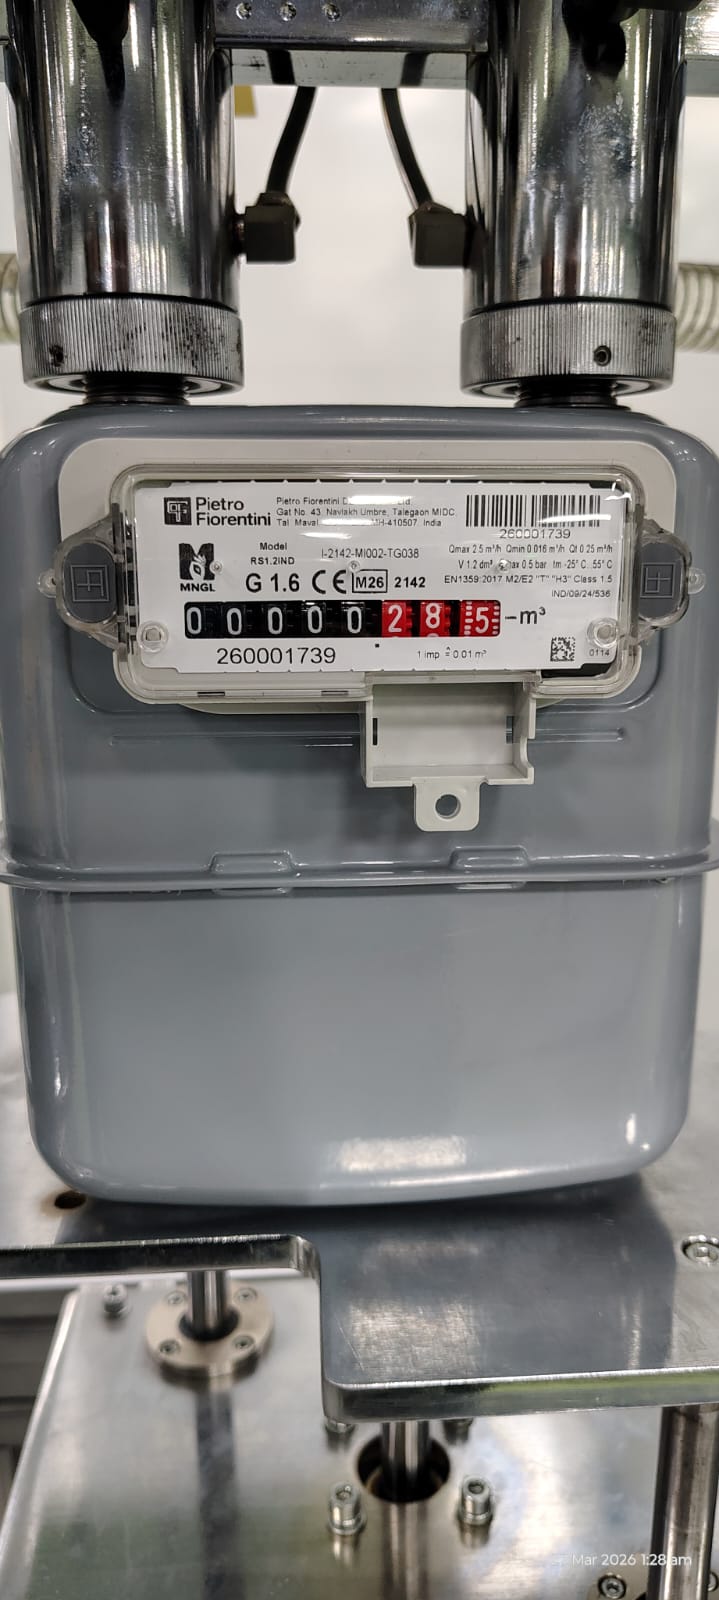 Pietro
Fiorentini
Pietro Fiorentini Ltd.
Gat No. 43, Navlakh Umbre, Talegaon MIDC,
Tal. Maval MH-410507, India
260001739
MNGL
Model
RS1.2IND
I-2142-MI002-TG038
G 1.6 CE M26 2142
Qmax 2.5 m³/h Qmin 0.016 m³/h Qt 0.25 m³/h
V 1.2 dm³ 0.5 bar tm -25° C..55° C
EN1359:2017 M2/E2 "T" "H3" Class 1.5
IND/09/24/536
0 0 0 0 0 2 8 5 m³
260001739
1 imp ≙ 0.01 m³
0114
Mar 2026 1:28 am